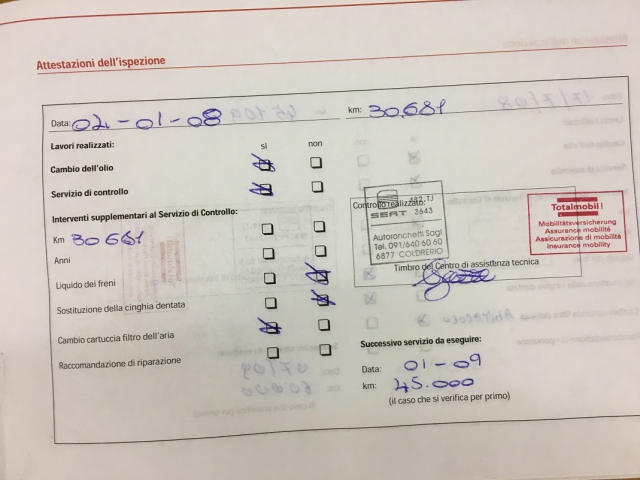 Attestazioni dell'ispezione
Data: 02-01-08 km: 30.681
Lavori realizzati: sì non
Cambio dell'olio
Servizio di controllo
Interventi supplementari al Servizio di Controllo:
Km 30681
Anni
Liquido dei freni
Sostituzione della cinghia dentata
Cambio cartuccia filtro dell'aria
Raccomandazione di riparazione
Controllo realizzato:
SEAT 482.TJ
3643
Autoronchetti Sagl
Tel. 091/640 60 60
6877 COLDRERIO
Totalmobil!
Mobilitätsversicherung
Assurance mobilité
Assicurazione di mobilità
Insurance mobility
Timbro del Centro di assistenza tecnica
Successivo servizio da eseguire:
Data: 01-09
km: 45.000
(il caso che si verifica per primo)